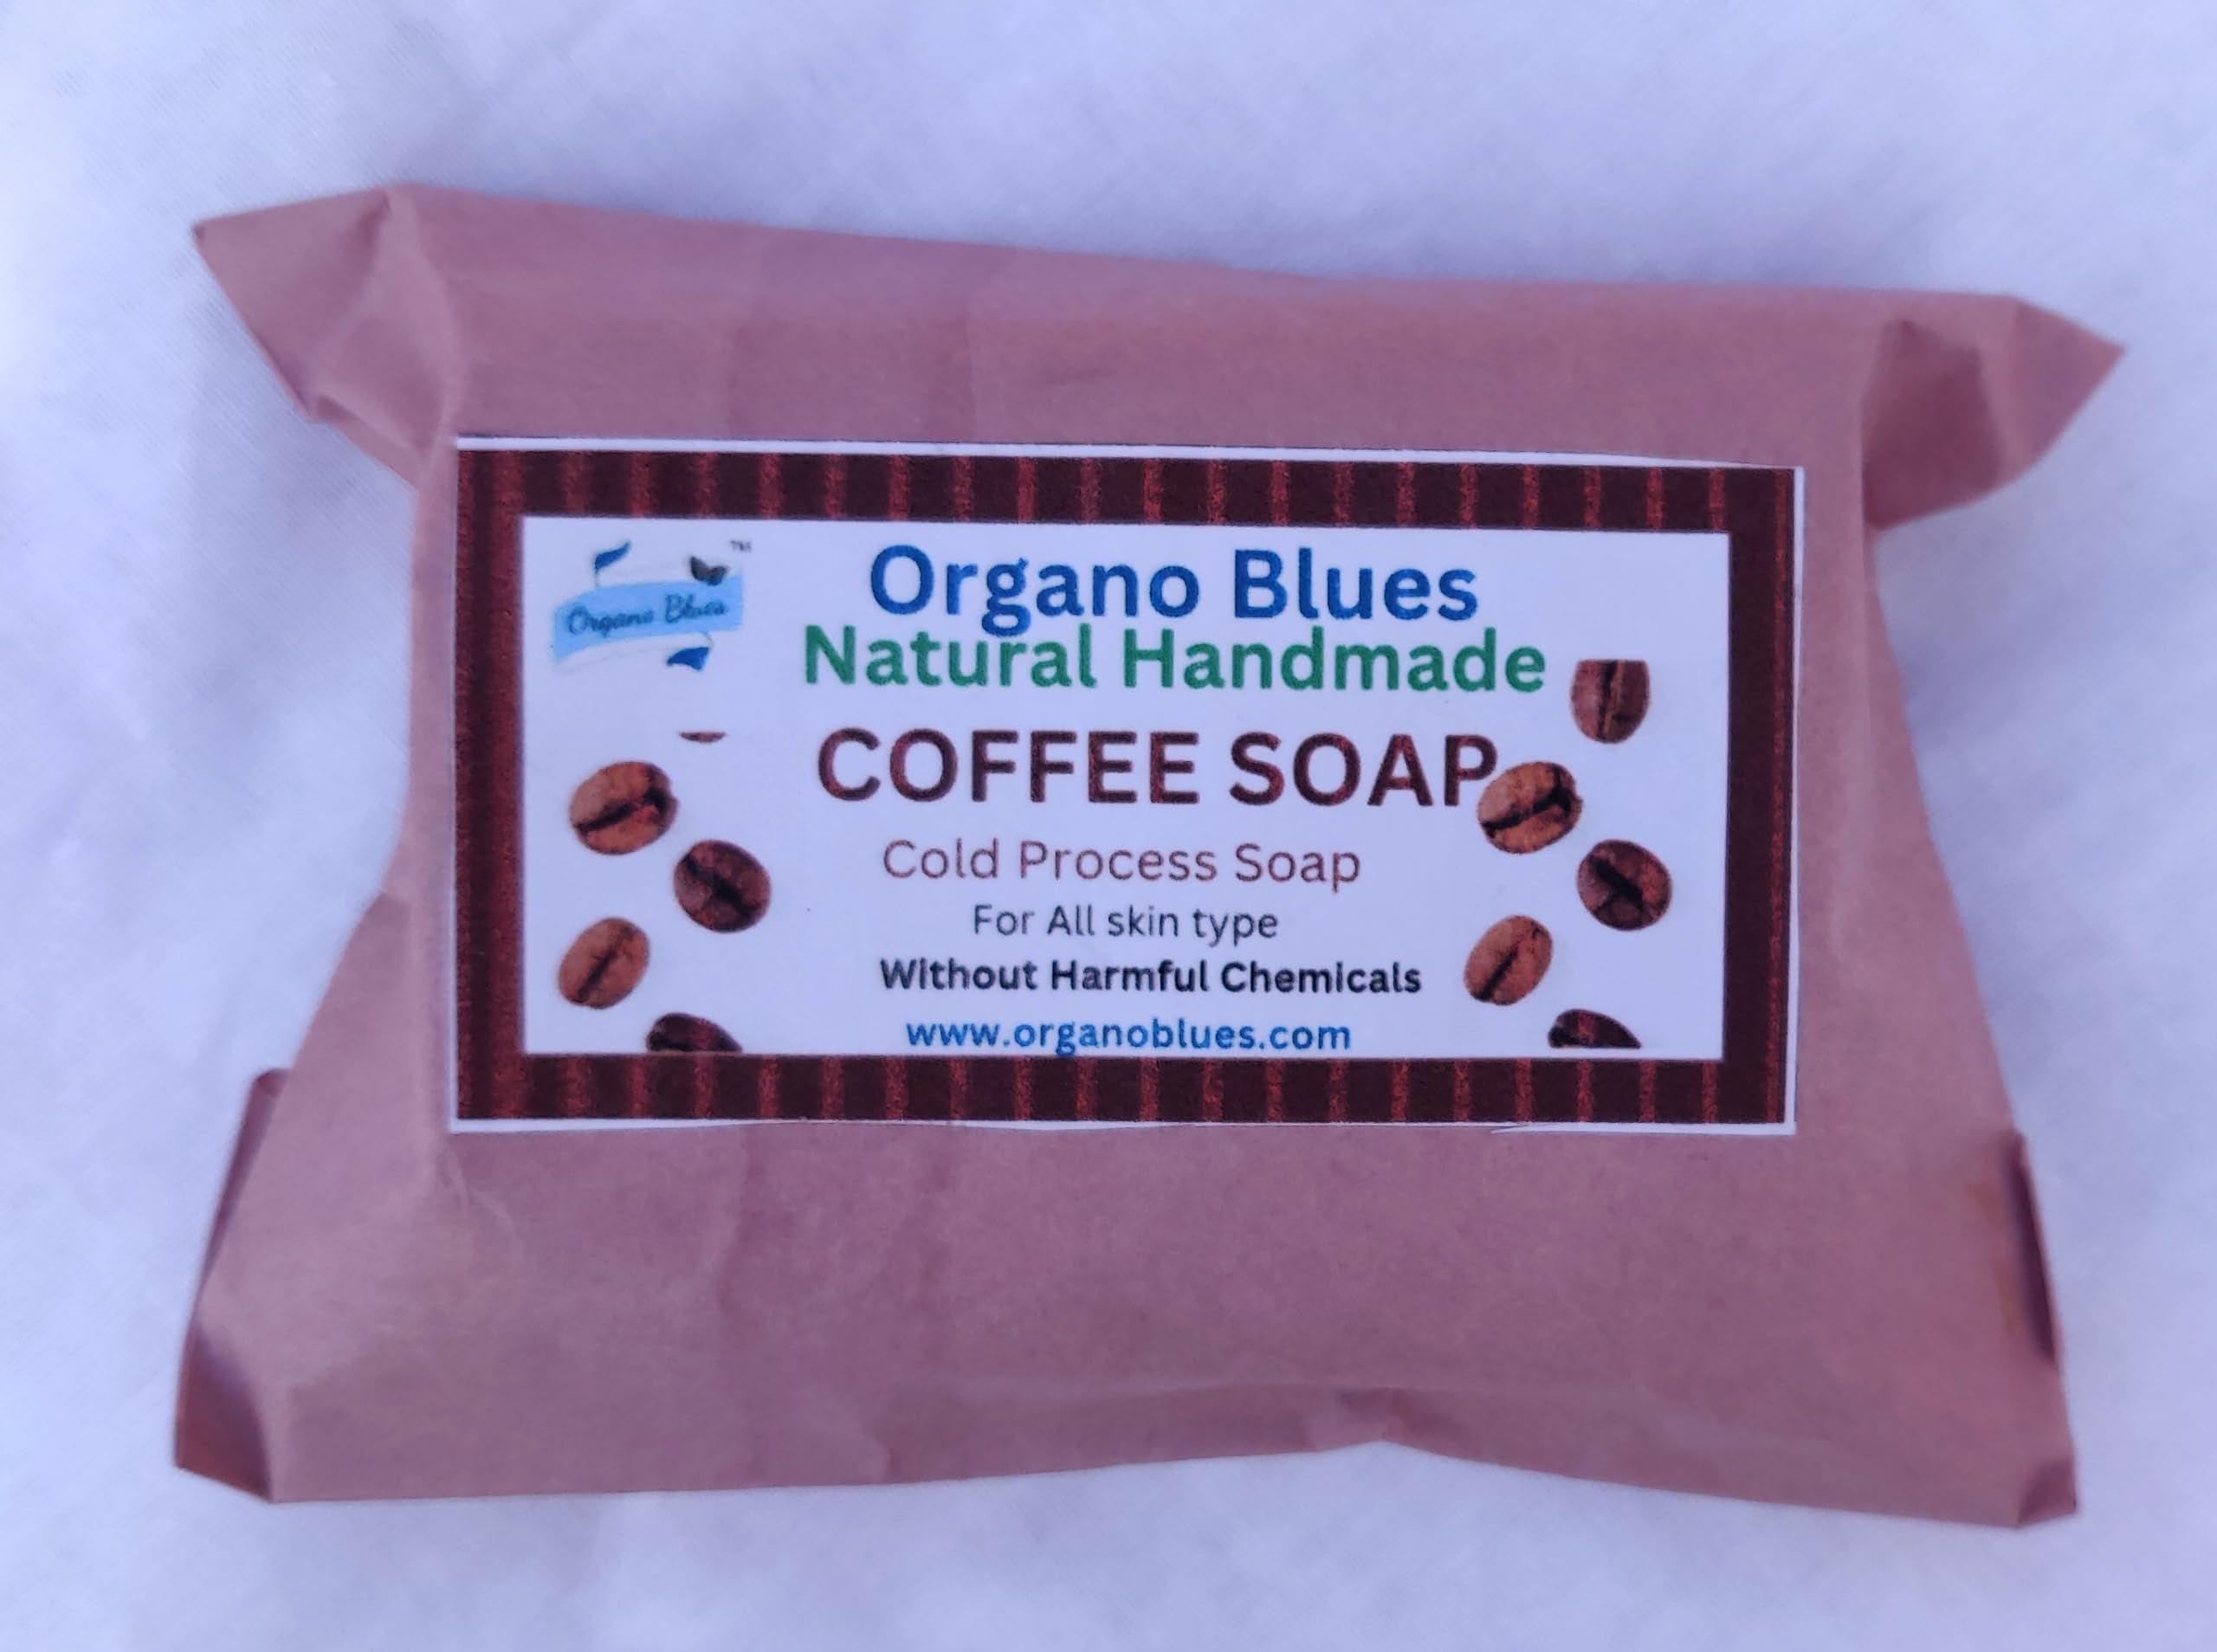 TM
Organo Blues
Organo Blues
Natural Handmade
COFFEE SOAP
Cold Process Soap
For All skin type
Without Harmful Chemicals
www.organoblues.com